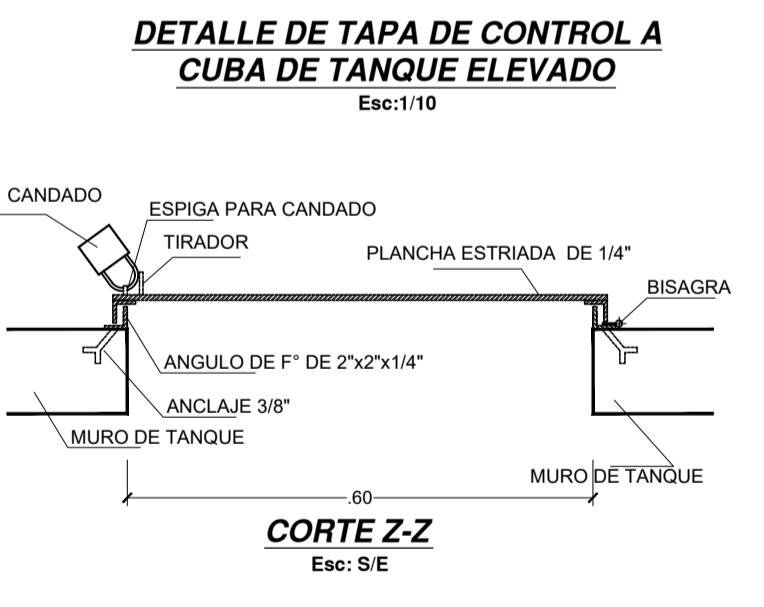 DETALLE DE TAPA DE CONTROL A
CUBA DE TANQUE ELEVADO
Esc:1/10
CANDADO
ESPIGA PARA CANDADO
TIRADOR
PLANCHA ESTRIADA DE 1/4"
BISAGRA
ANGULO DE F° DE 2"x2"x1/4"
ANCLAJE 3/8"
MURO DE TANQUE
MURO DE TANQUE
.60
CORTE Z-Z
Esc: S/E